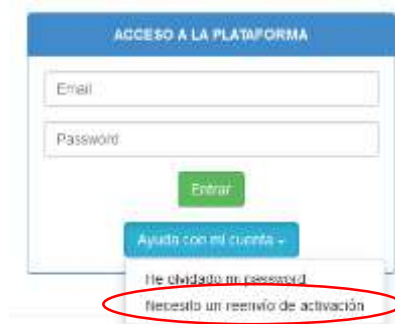 ACCESO A LA PLATAFORMA
Email
Password
Entrar
Ayuda con mi cuenta
He olvidado mi password
Necesito un reenvío de activación